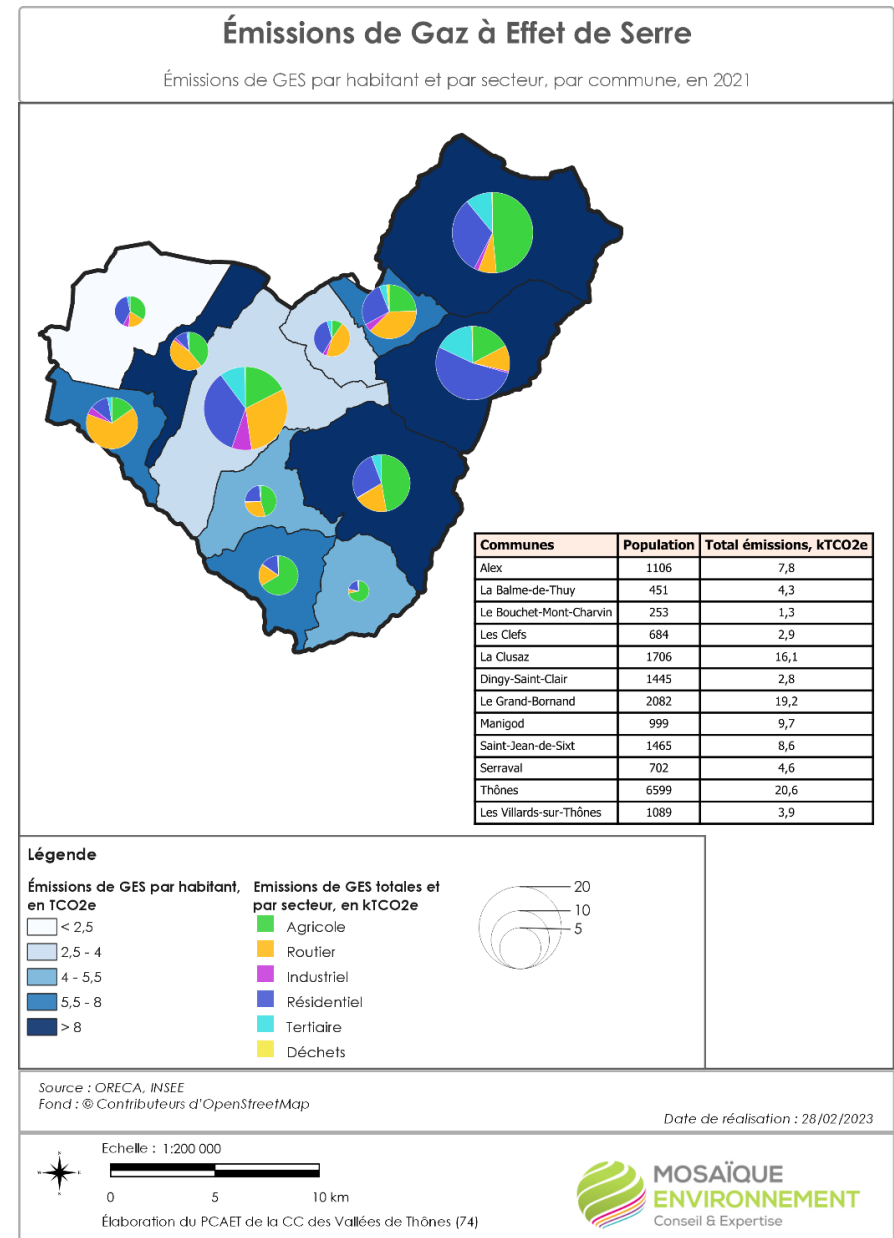 Émissions de Gaz à Effet de Serre
Émissions de GES par habitant et par secteur, par commune, en 2021
Communes Population Total émissions, kTCO2e
Alex 1106 7,8
La Balme-de-Thuy 451 4,3
Le Bouchet-Mont-Charvin 253 1,3
Les Clefs 684 2,9
La Clusaz 1706 16,1
Dingy-Saint-Clair 1445 2,8
Le Grand-Bornand 2082 19,2
Manigod 999 9,7
Saint-Jean-de-Sixt 1465 8,6
Serraval 702 4,6
Thônes 6599 20,6
Les Villards-sur-Thônes 1089 3,9
Légende
Émissions de GES par habitant,
en TCO2e
< 2,5
2,5 - 4
4 - 5,5
5,5 - 8
> 8
Emissions de GES totales et
par secteur, en kTCO2e
Agricole
Routier
Industriel
Résidentiel
Tertiaire
Déchets
20
10
5
Source : ORECA, INSEE
Fond : © Contributeurs d'OpenStreetMap
Date de réalisation : 28/02/2023
Echelle : 1:200 000
0 5 10 km
Élaboration du PCAET de la CC des Vallées de Thônes (74)
MOSAÏQUE
ENVIRONNEMENT
Conseil & Expertise